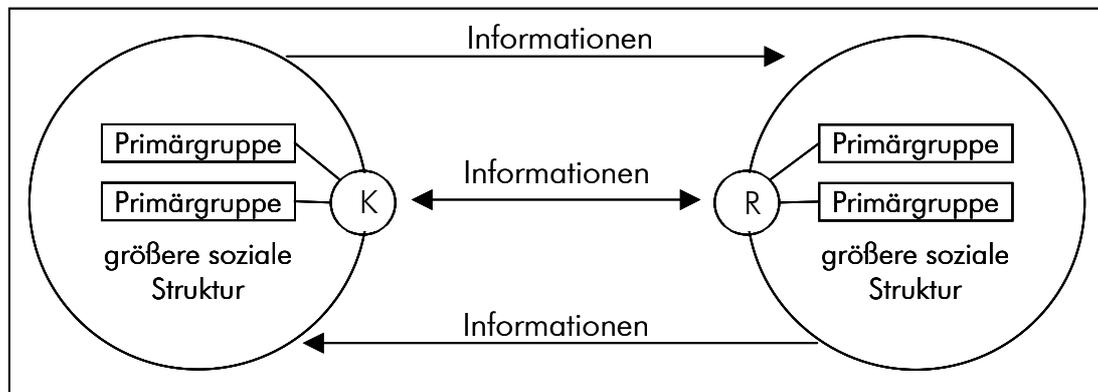 Informationen
Primärgruppe
Primärgruppe
K
größere soziale
Struktur
Informationen
R
Primärgruppe
Primärgruppe
größere soziale
Struktur
Informationen